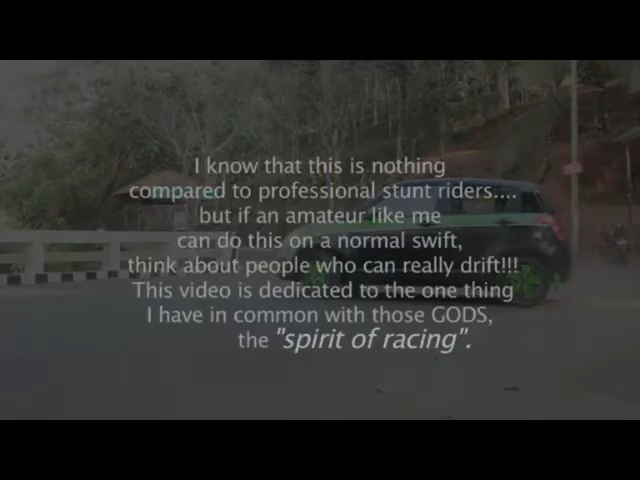 I know that this is nothing
compared to professional stunt riders....
but if an amateur like me
can do this on a normal swift,
think about people who can really drift!!!
This video is dedicated to the one thing
I have in common with those GODS,
the "spirit of racing".